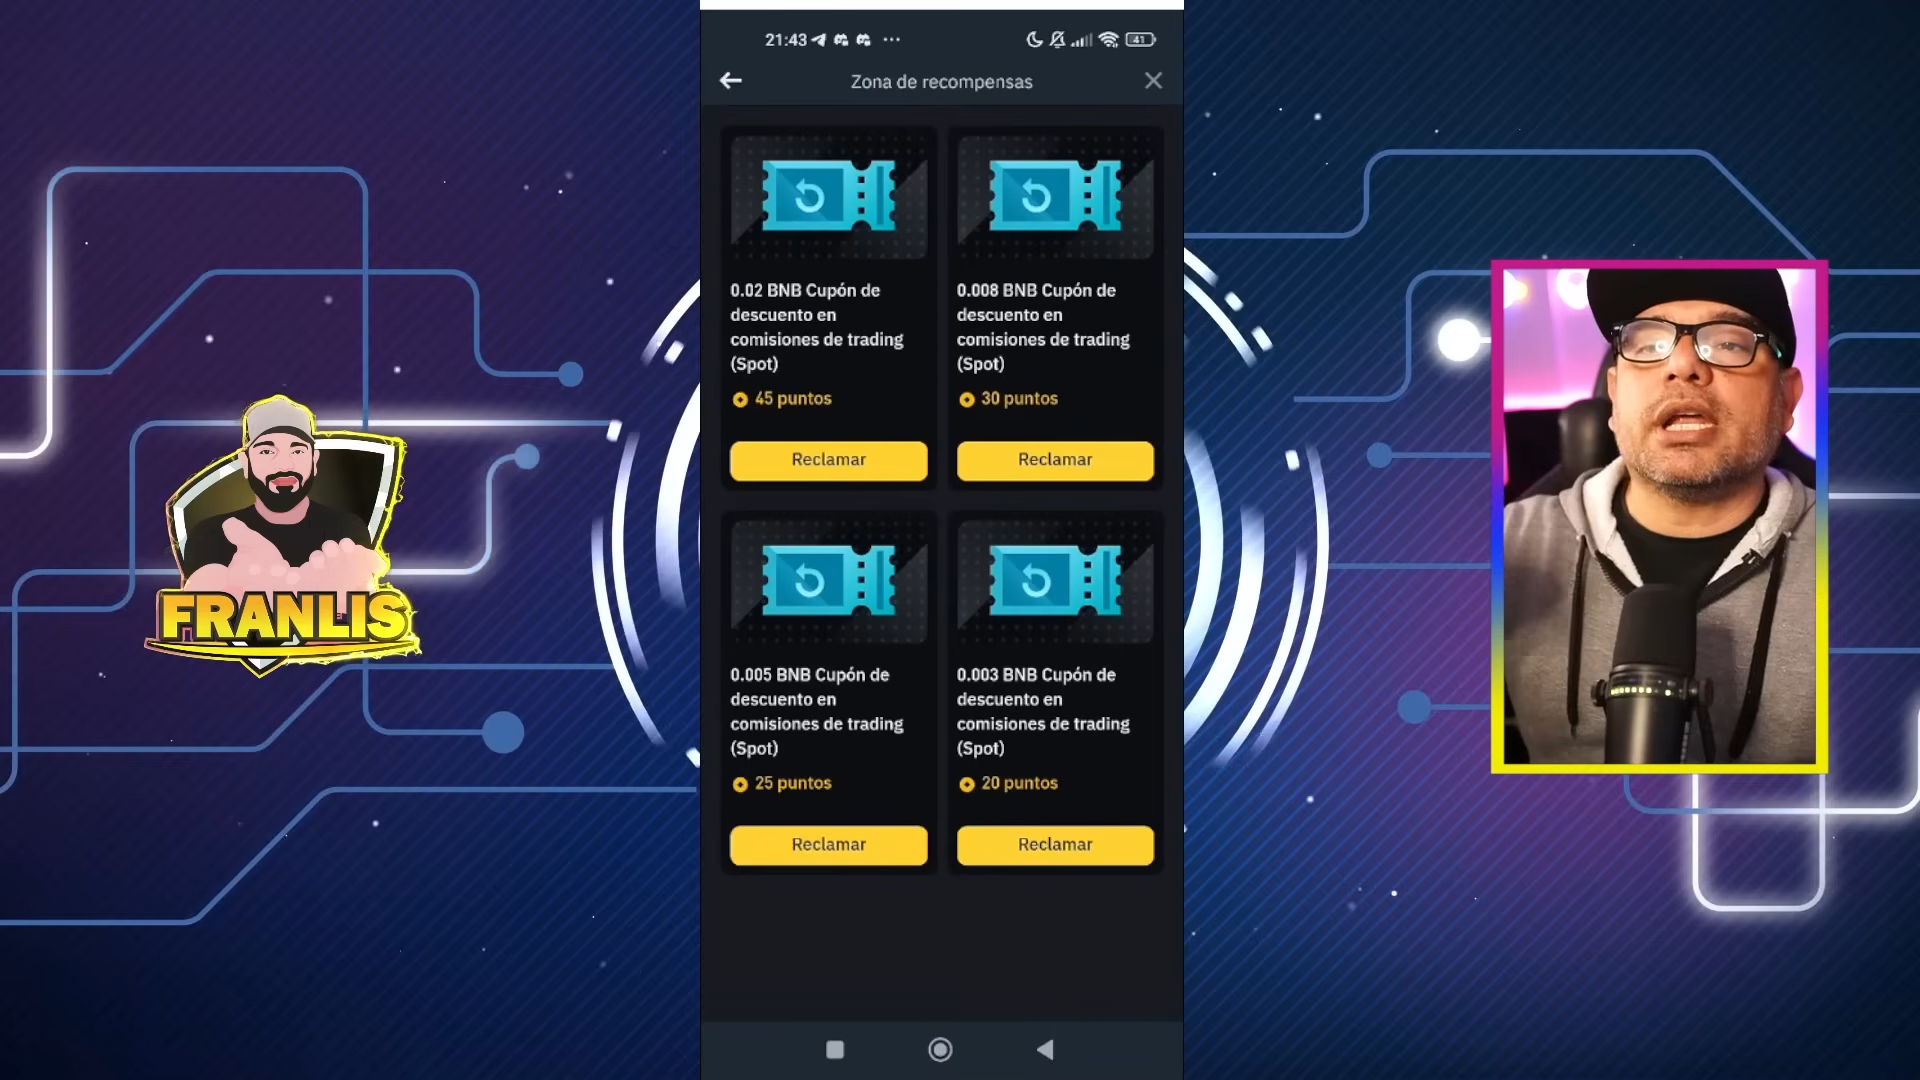 21:43
41
Zona de recompensas
0.02 BNB Cupón de
descuento en
comisiones de trading
(Spot)
45 puntos
Reclamar
0.008 BNB Cupón de
descuento en
comisiones de trading
(Spot)
30 puntos
Reclamar
0.005 BNB Cupón de
descuento en
comisiones de trading
(Spot)
25 puntos
Reclamar
0.003 BNB Cupón de
descuento en
comisiones de trading
(Spot)
20 puntos
Reclamar
FRANLIS